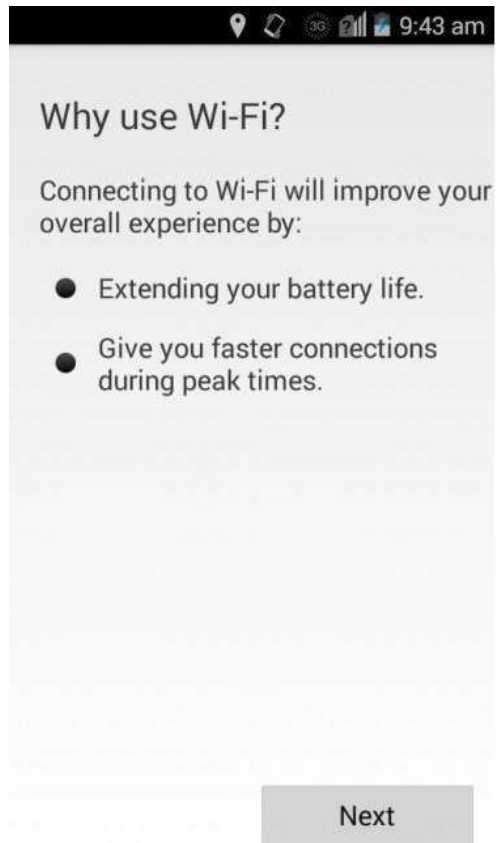 3G 9:43 am
Why use Wi-Fi?
Connecting to Wi-Fi will improve your
overall experience by:
Extending your battery life.
Give you faster connections
during peak times.
Next